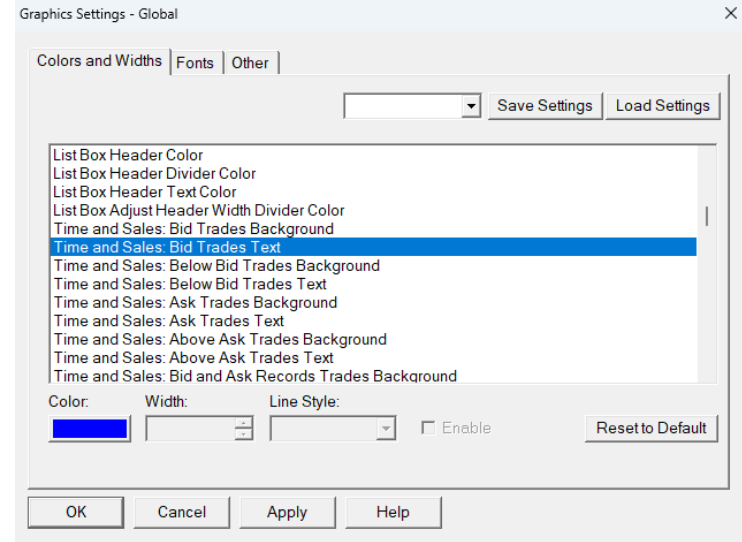 Graphics Settings - Global
Colors and Widths Fonts Other
Save Settings Load Settings
List Box Header Color
List Box Header Divider Color
List Box Header Text Color
List Box Adjust Header Width Divider Color
Time and Sales: Bid Trades Background
Time and Sales: Bid Trades Text
Time and Sales: Below Bid Trades Background
Time and Sales: Below Bid Trades Text
Time and Sales: Ask Trades Background
Time and Sales: Ask Trades Text
Time and Sales: Above Ask Trades Background
Time and Sales: Above Ask Trades Text
Time and Sales: Bid and Ask Records Trades Background
Color: Width: Line Style:
Enable Reset to Default
OK Cancel Apply Help